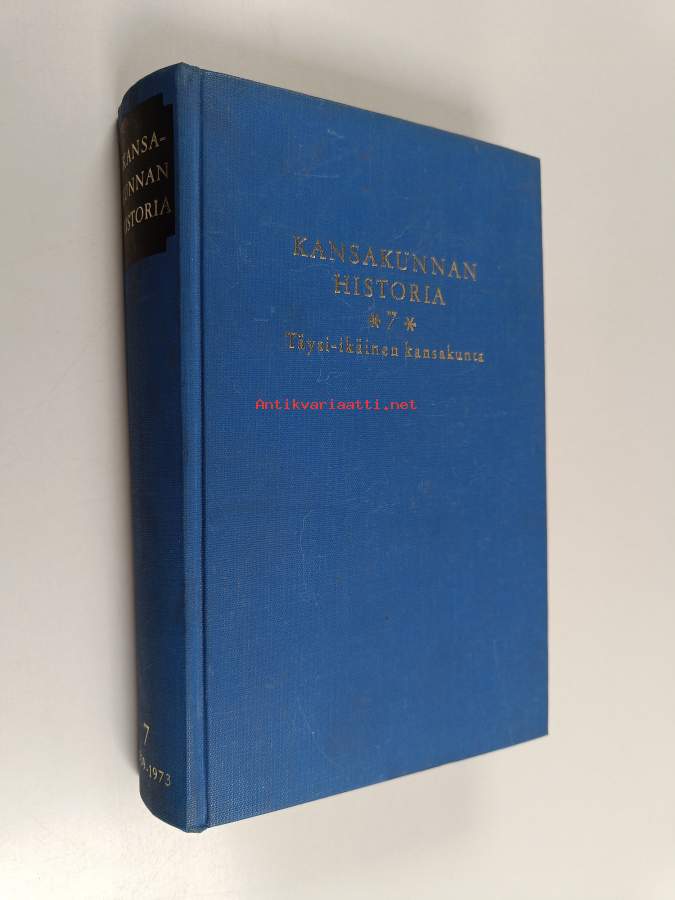 KANSA-
KUNNAN
HISTORIA
7
-1973
KANSAKUNNAN
HISTORIA
* 7 *
Täysi-ikäinen kansakunta
Antikvariaatti.net